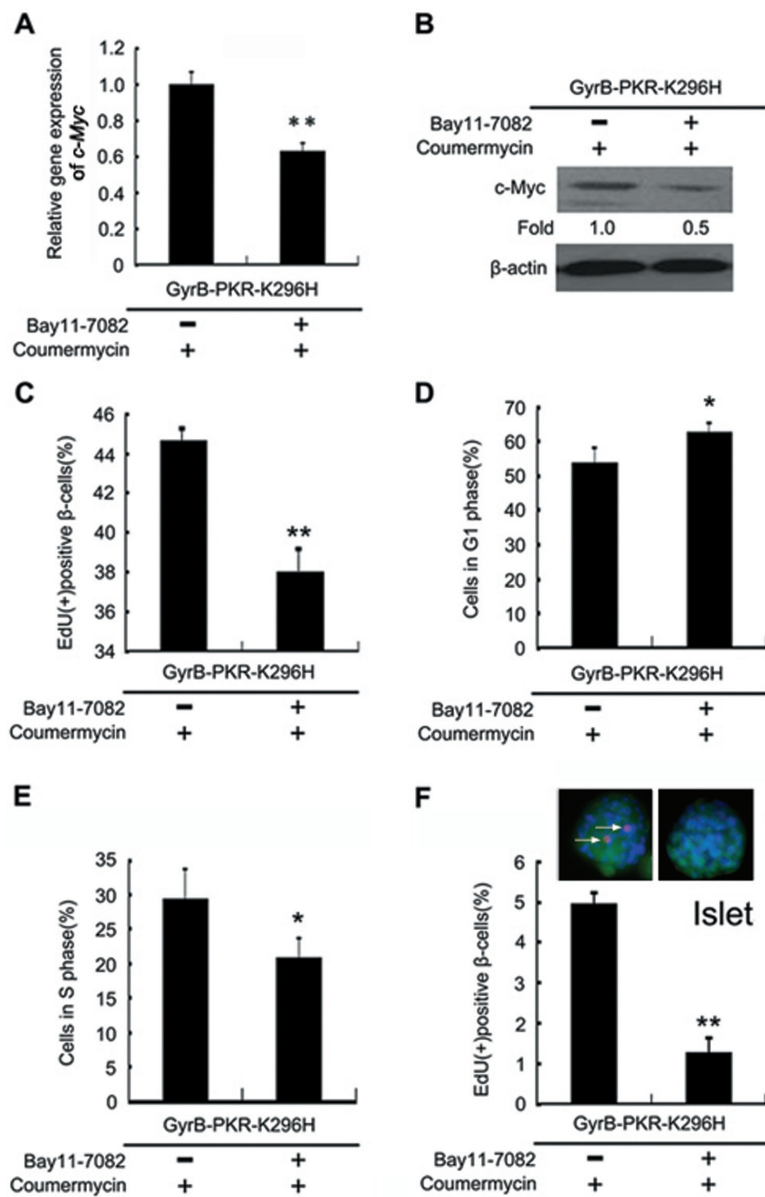 A
Relative gene expression
of c-Myc
1.2
1.0
0.8
0.6
0.4
0.2
0
**
GyrB-PKR-K296H
Bay11-7082 − +
Coumermycin + +
B
GyrB-PKR-K296H
Bay11-7082 − +
Coumermycin + +
c-Myc
Fold 1.0 0.5
β-actin
C
EdU(+)positive β-cells(%)
46
44
42
40
38
36
34
**
GyrB-PKR-K296H
Bay11-7082 − +
Coumermycin + +
D
Cells in G1 phase(%)
70
60
50
40
30
20
10
0
*
GyrB-PKR-K296H
Bay11-7082 − +
Coumermycin + +
E
Cells in S phase(%)
35
30
25
20
15
10
5
0
*
GyrB-PKR-K296H
Bay11-7082 − +
Coumermycin + +
F
EdU(+)positive β-cells(%)
6
5
4
3
2
1
0
Islet
**
GyrB-PKR-K296H
Bay11-7082 − +
Coumermycin + +